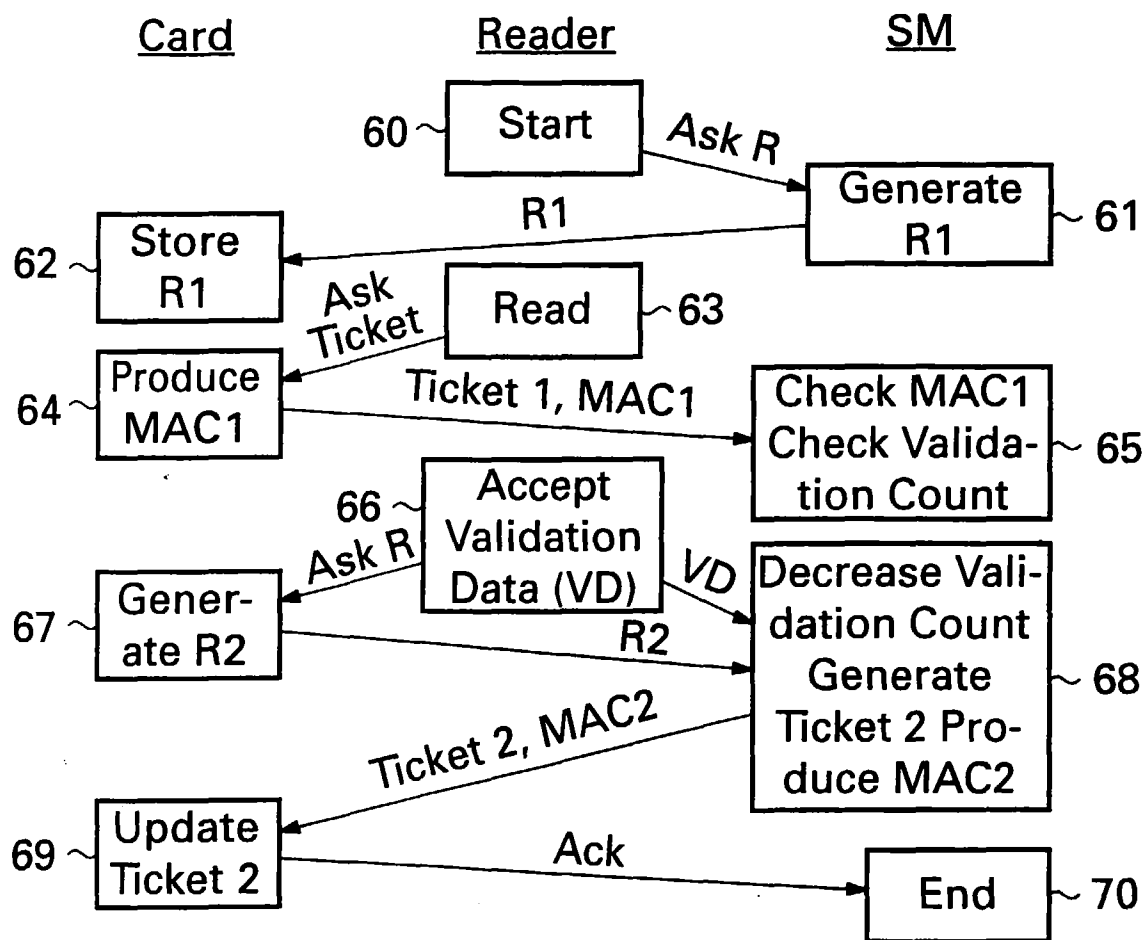 Card
Reader
SM
60
Start
Ask R
Generate
R1
61
R1
62
Store
R1
Ask
Ticket
Read
63
64
Produce
MAC1
Ticket 1, MAC1
Check MAC1
Check Valida-
tion Count
65
66
Accept
Validation
Data (VD)
Ask R
VD
67
Gener-
ate R2
R2
Decrease Vali-
dation Count
Generate
Ticket 2 Pro-
duce MAC2
68
Ticket 2, MAC2
69
Update
Ticket 2
Ack
End
70